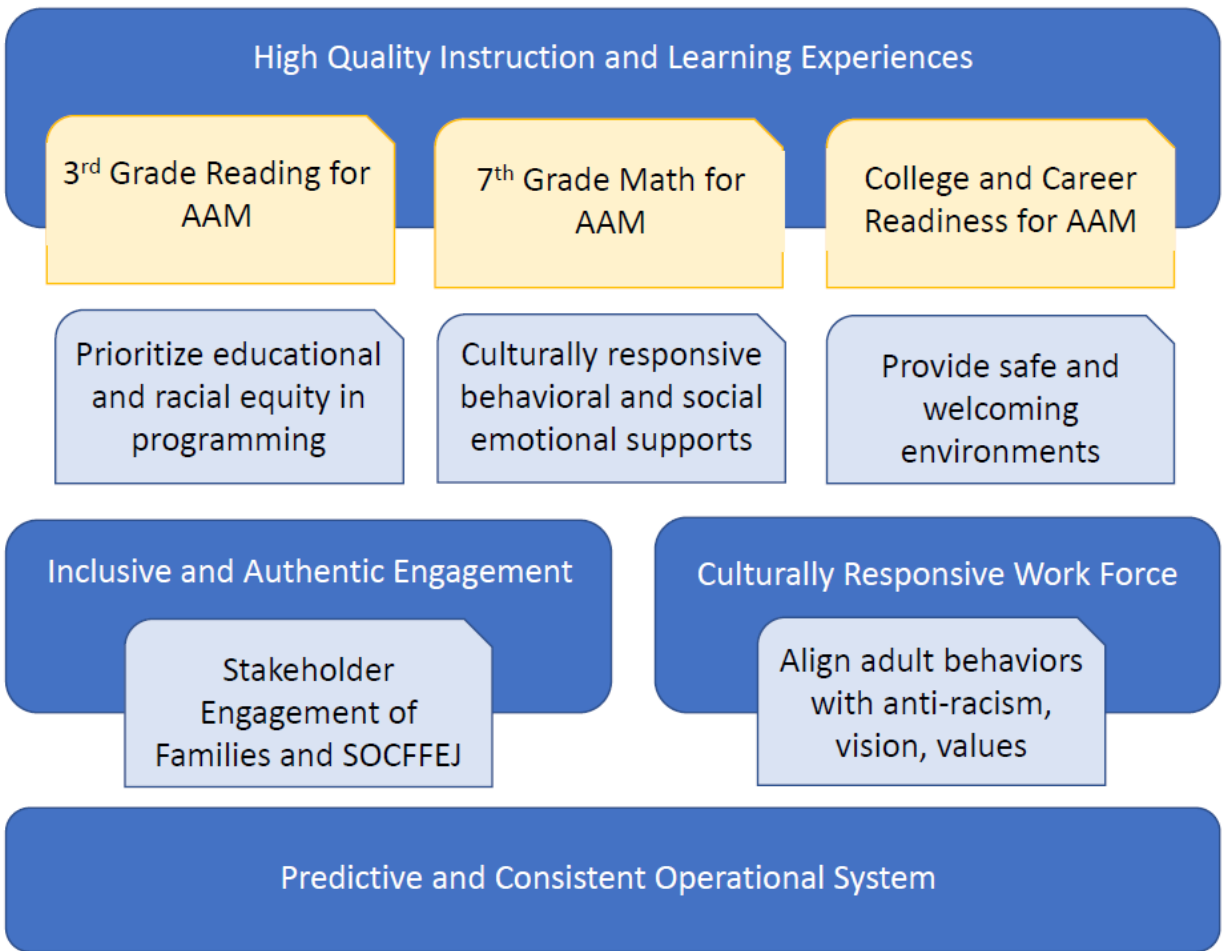 High Quality Instruction and Learning Experiences
3rd Grade Reading for
AAM
7th Grade Math for
AAM
College and Career
Readiness for AAM
Prioritize educational
and racial equity in
programming
Culturally responsive
behavioral and social
emotional supports
Provide safe and
welcoming
environments
Inclusive and Authentic Engagement
Stakeholder
Engagement of
Families and SOCFFEJ
Culturally Responsive Work Force
Align adult behaviors
with anti-racism,
vision, values
Predictive and Consistent Operational System